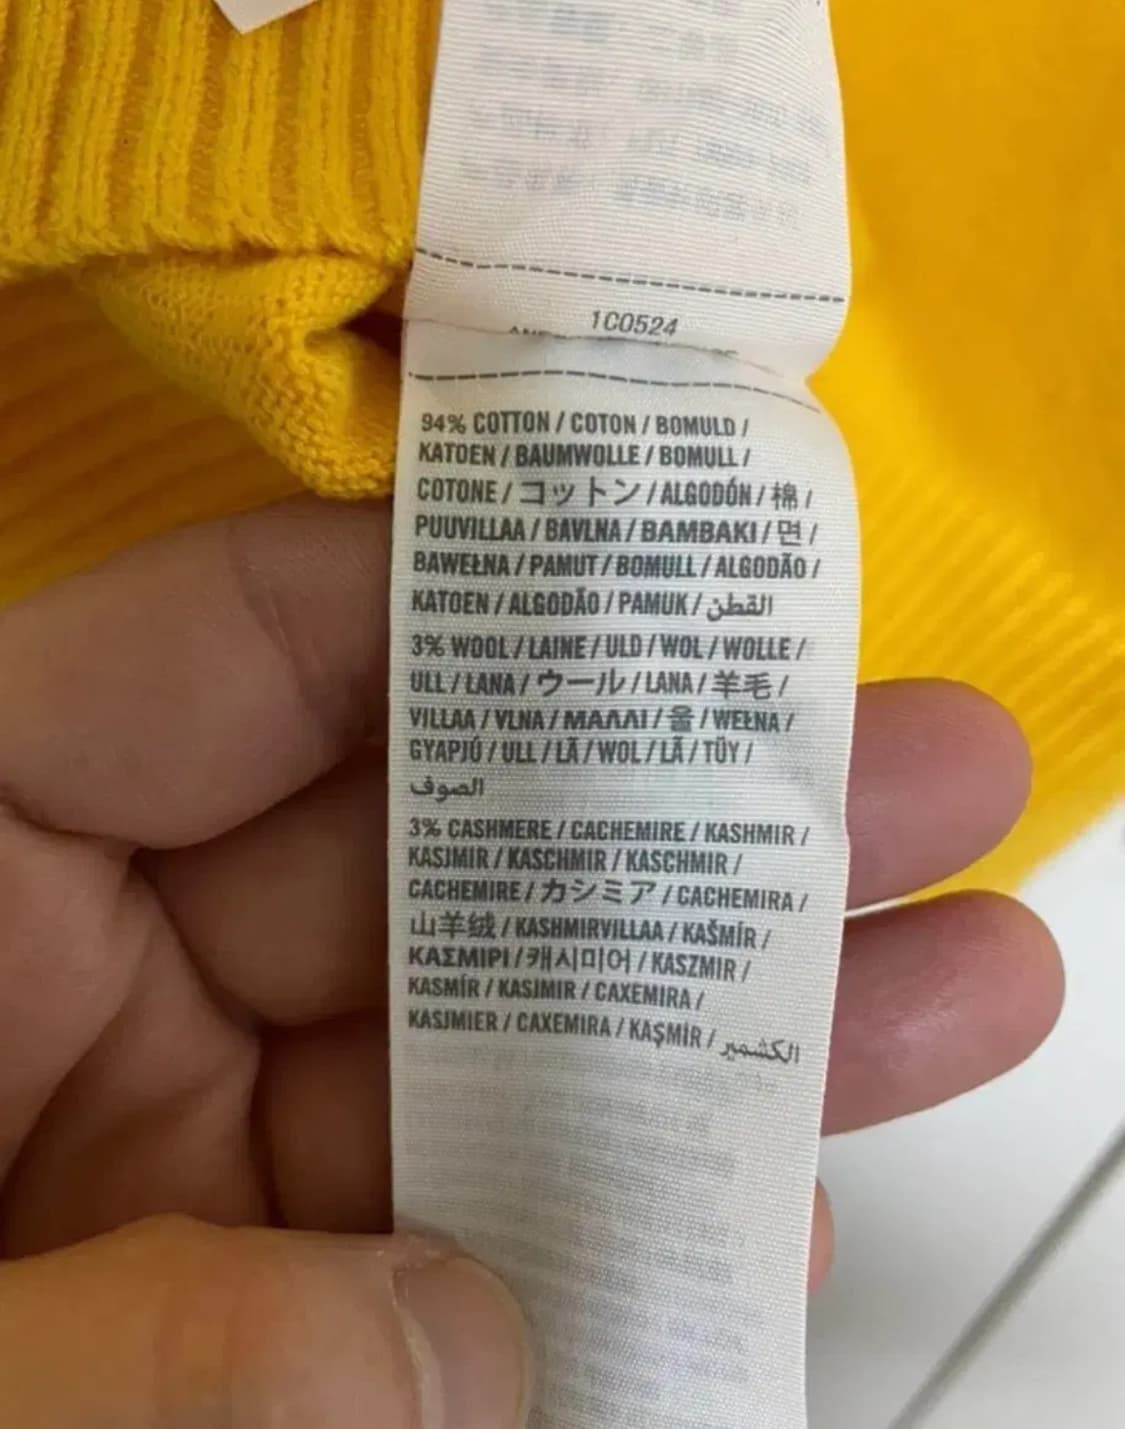 1C0524
94% COTTON / COTON / BOMULD /
KATOEN / BAUMWOLLE / BOMULL /
COTONE / コットン / ALGODÓN / 棉 /
PUUVILLAA / BAVLNA / BAMBAKI / 면 /
BAWEŁNA / PAMUT / BOMULL / ALGODÃO /
KATOEN / ALGODÃO / PAMUK / القطن
3% WOOL / LAINE / ULD / WOL / WOLLE /
ULL / LANA / ウール / LANA / 羊毛 /
VILLAA / VLNA / ΜΑΛΛΙ / 울 / WEŁNA /
GYAPJÚ / ULL / LÃ / WOL / LÃ / TÜY /
الصوف
3% CASHMERE / CACHEMIRE / KASHMIR /
KASJMIR / KASCHMIR / KASCHMIR /
CACHEMIRE / カシミア / CACHEMIRA /
山羊绒 / KASHMIRVILLAA / KAŠMÍR /
ΚΑΣΜΙΡΙ / 캐시미어 / KASZMIR /
KASMÍR / KASJMIR / CAXEMIRA /
KASJMIER / CAXEMIRA / KAŞMİR / الكشمير